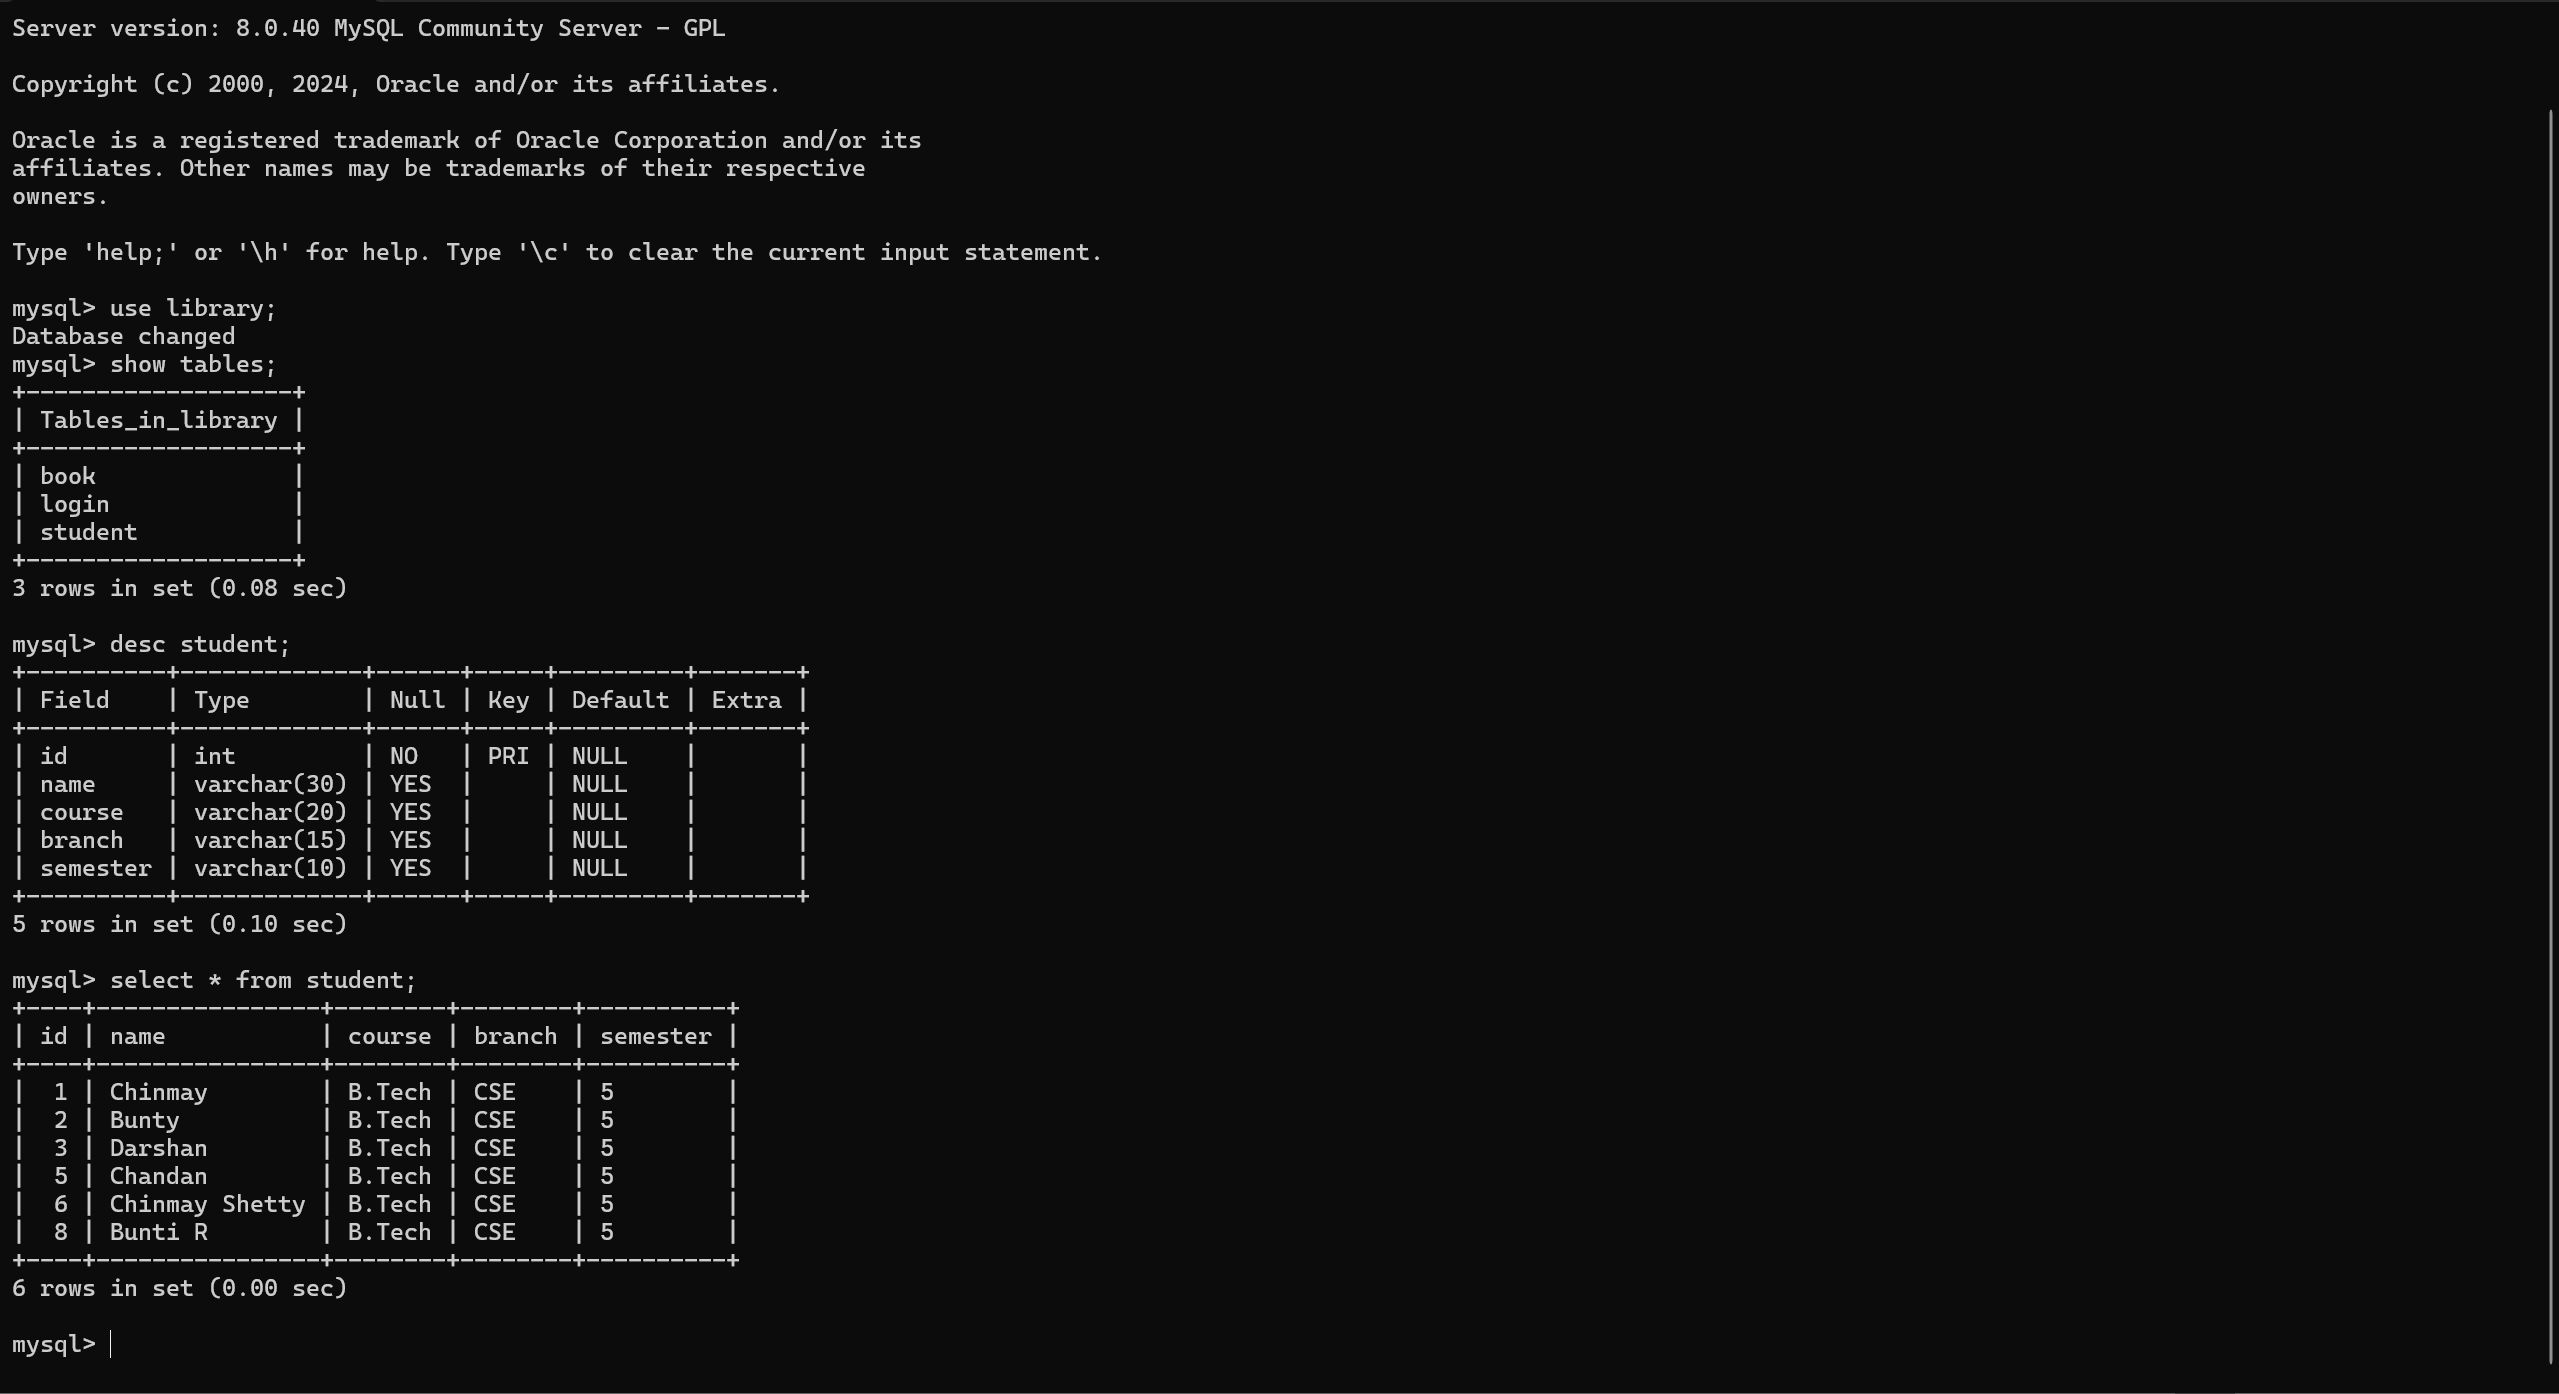 Server version: 8.0.40 MySQL Community Server - GPL

Copyright (c) 2000, 2024, Oracle and/or its affiliates.

Oracle is a registered trademark of Oracle Corporation and/or its
affiliates. Other names may be trademarks of their respective
owners.

Type 'help;' or '\h' for help. Type '\c' to clear the current input statement.

mysql> use library;
Database changed
mysql> show tables;
+-------------------+
| Tables_in_library |
+-------------------+
| book              |
| login             |
| student           |
+-------------------+
3 rows in set (0.08 sec)

mysql> desc student;
+----------+-------------+------+-----+---------+-------+
| Field    | Type        | Null | Key | Default | Extra |
+----------+-------------+------+-----+---------+-------+
| id       | int         | NO   | PRI | NULL    |       |
| name     | varchar(30) | YES  |     | NULL    |       |
| course   | varchar(20) | YES  |     | NULL    |       |
| branch   | varchar(15) | YES  |     | NULL    |       |
| semester | varchar(10) | YES  |     | NULL    |       |
+----------+-------------+------+-----+---------+-------+
5 rows in set (0.10 sec)

mysql> select * from student;
+----+----------------+--------+--------+----------+
| id | name           | course | branch | semester |
+----+----------------+--------+--------+----------+
|  1 | Chinmay        | B.Tech | CSE    | 5        |
|  2 | Bunty          | B.Tech | CSE    | 5        |
|  3 | Darshan        | B.Tech | CSE    | 5        |
|  5 | Chandan        | B.Tech | CSE    | 5        |
|  6 | Chinmay Shetty | B.Tech | CSE    | 5        |
|  8 | Bunti R        | B.Tech | CSE    | 5        |
+----+----------------+--------+--------+----------+
6 rows in set (0.00 sec)

mysql>